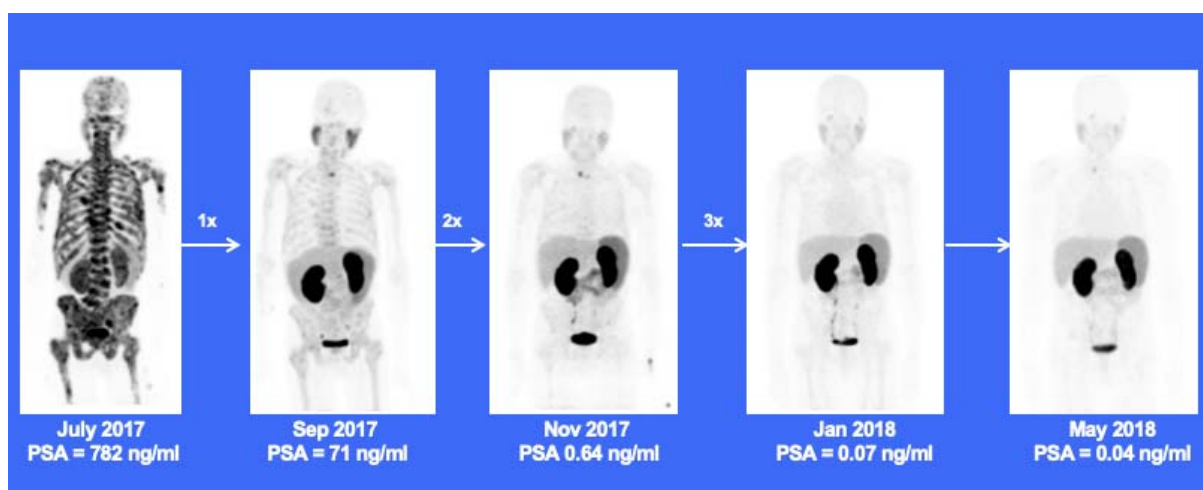 1x
2x
3x
July 2017
PSA = 782 ng/ml
Sep 2017
PSA = 71 ng/ml
Nov 2017
PSA 0.64 ng/ml
Jan 2018
PSA = 0.07 ng/ml
May 2018
PSA = 0.04 ng/ml